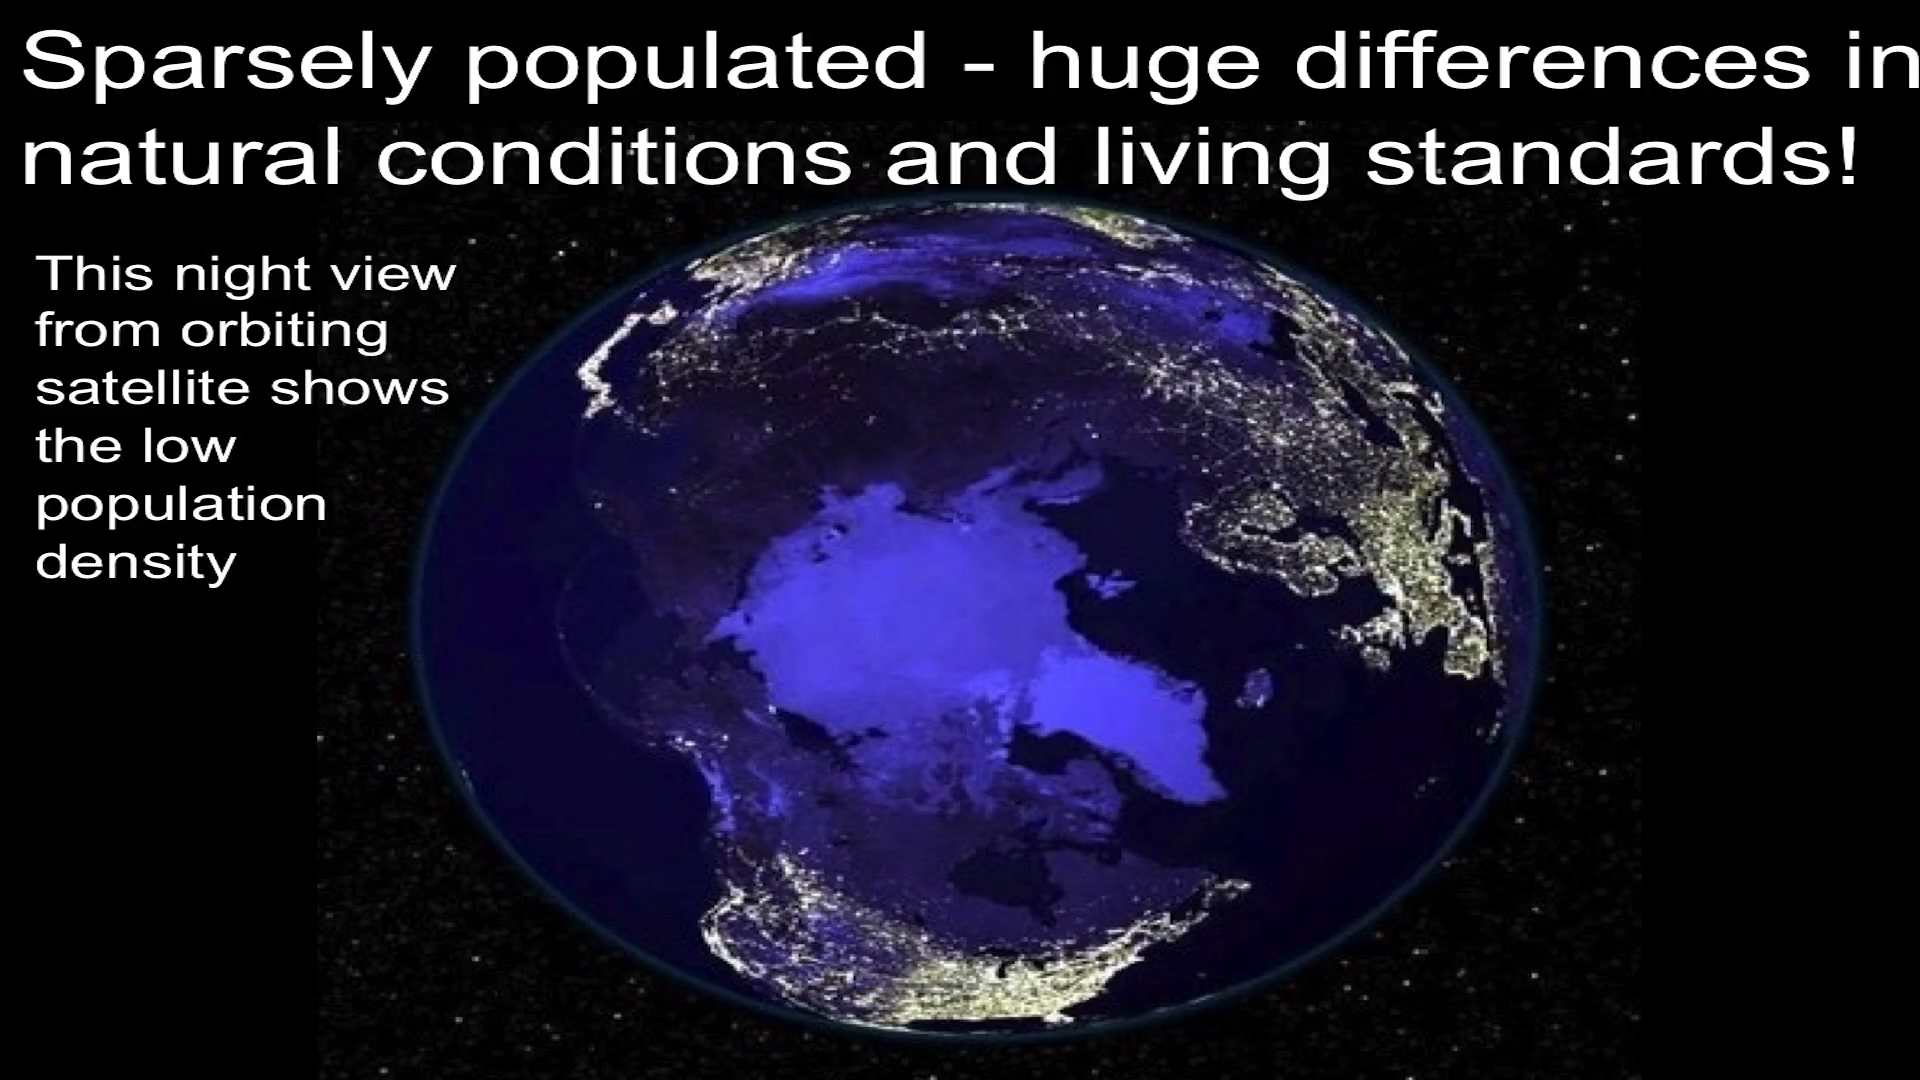 Sparsely populated - huge differences in
natural conditions and living standards!
This night view
from orbiting
satellite shows
the low
population
density